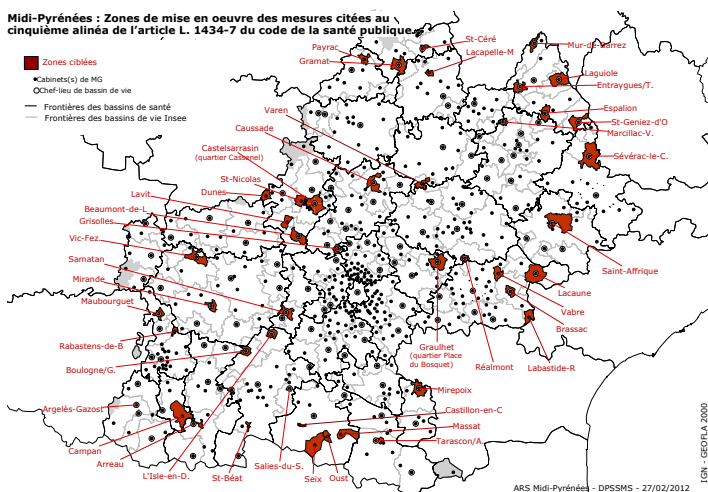 Midi-Pyrénées : Zones de mise en oeuvre des mesures citées au
cinquième alinéa de l'article L. 1434-7 du code de la santé publique.
Zones ciblées
Cabinets(s) de MG
Chef-lieu de bassin de vie
Frontières des bassins de santé
Frontières des bassins de vie Insee
Payrac
Gramat
St-Céré
Lacapelle-M
Mur-de-Barrez
Laguiole
Entraygues/T.
Espalion
St-Geniez-d'O
Marcillac-V.
Sévérac-le-C.
Varen
Caussade
Castelsarrasin
(quartier Cassenel)
St-Nicolas
Dunes
Lavit
Beaumont-de-L
Grisolles
Vic-Fez
Samatan
Mirande
Maubourguet
Rabastens-de-B
Boulogne/G.
Argelès-Gazost
Campan
Arreau
L'Isle-en-D.
St-Béat
Salies-du-S.
Seix
Oust
Tarascon/A.
Massat
Castillon-en-C
Mirepoix
Graulhet
(quartier Place
du Bosquet)
Réalmont
Labastide-R
Brassac
Vabre
Lacaune
Saint-Affrique
ARS Midi-Pyrénées - DPSSMS - 27/02/2012
IGN - GEOFLA 2000